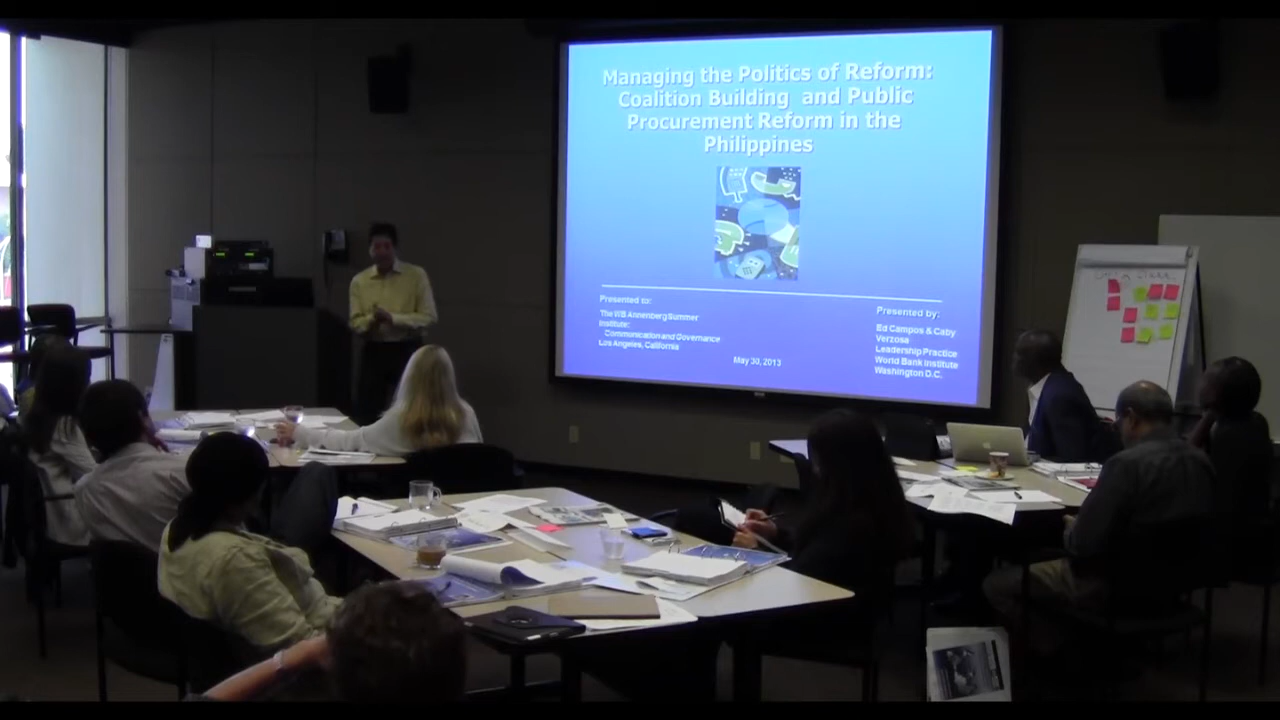 Managing the Politics of Reform:
Coalition Building and Public
Procurement Reform in the
Philippines
Presented to:
The WB Annenberg Summer
Institute:
Communication and Governance
Los Angeles, California
May 30, 2013
Presented by:
Ed Campos & Caby
Verzosa
Leadership Practice
World Bank Institute
Washington D.C.